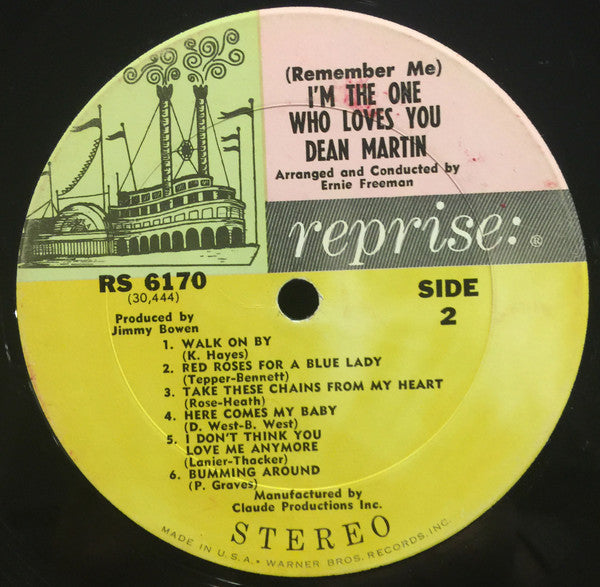 (Remember Me)
I'M THE ONE
WHO LOVES YOU
DEAN MARTIN
Arranged and Conducted by
Ernie Freeman
reprise:®
RS 6170
(30,444)
SIDE
2
Produced by
Jimmy Bowen
1. WALK ON BY
(K. Hayes)
2. RED ROSES FOR A BLUE LADY
(Tepper-Bennett)
3. TAKE THESE CHAINS FROM MY HEART
(Rose-Heath)
4. HERE COMES MY BABY
(D. West-B. West)
5. I DON'T THINK YOU
LOVE ME ANYMORE
(Lanier-Thacker)
6. BUMMING AROUND
(P. Graves)
Manufactured by
Claude Productions Inc.
STEREO
MADE IN U.S.A. • WARNER BROS. RECORDS, INC.